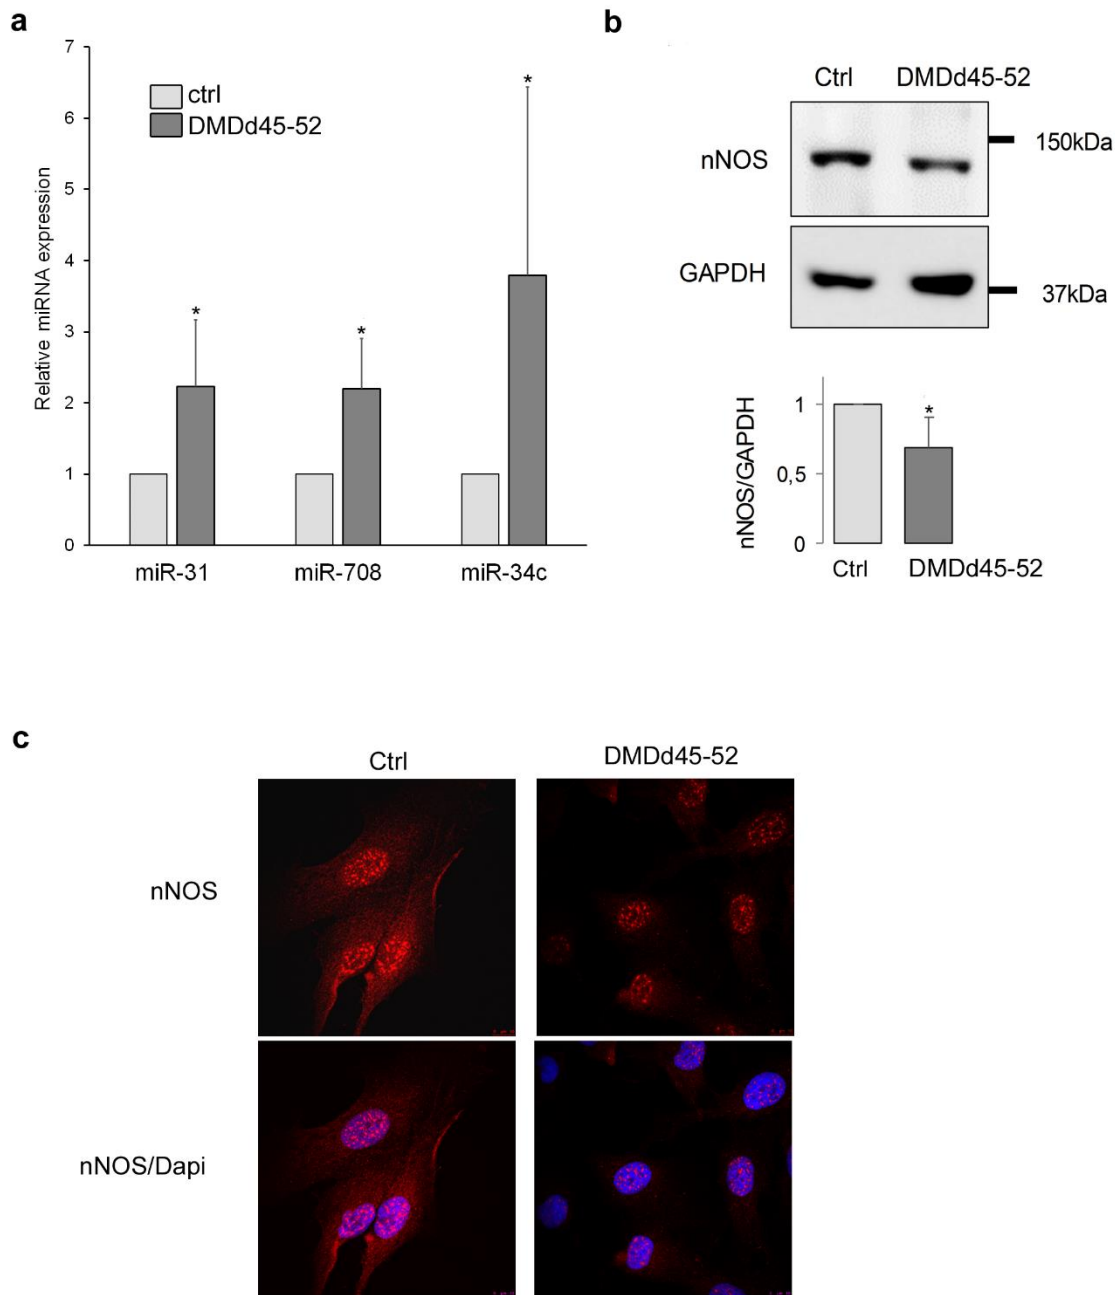 a
7
6
5
4
3
2
1
0
Relative miRNA expression
ctrl
DMDd45-52
*
*
*
miR-31 miR-708 miR-34c
b
Ctrl DMDd45-52
nNOS
150kDa
GAPDH
37kDa
nNOS/GAPDH
1
0,5
0
*
Ctrl DMDd45-52
c
Ctrl DMDd45-52
nNOS
nNOS/Dapi